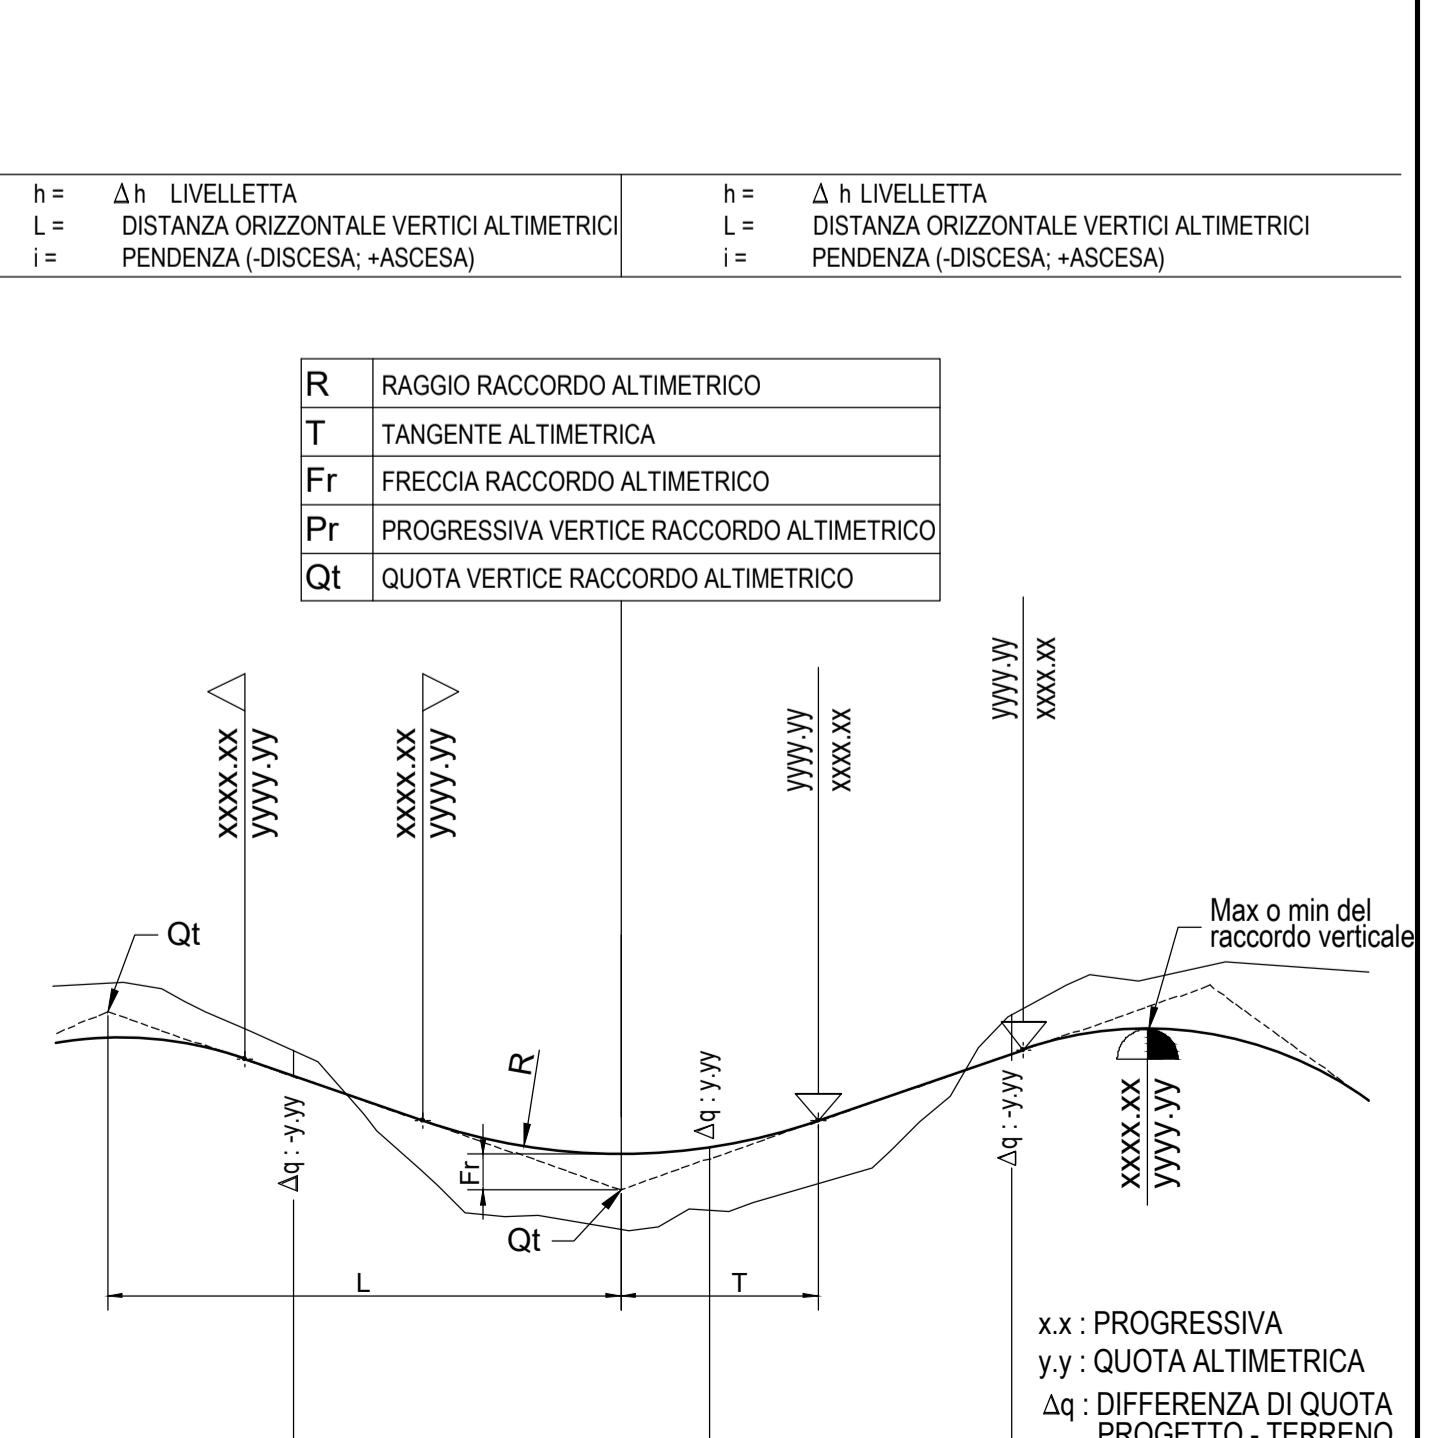 h = Δ h LIVELLETTA
L = DISTANZA ORIZZONTALE VERTICI ALTIMETRICI
i = PENDENZA (-DISCESA; +ASCESA)
h = Δ h LIVELLETTA
L = DISTANZA ORIZZONTALE VERTICI ALTIMETRICI
i = PENDENZA (-DISCESA; +ASCESA)
R RAGGIO RACCORDO ALTIMETRICO
T TANGENTE ALTIMETRICA
Fr FRECCIA RACCORDO ALTIMETRICO
Pr PROGRESSIVA VERTICE RACCORDO ALTIMETRICO
Qt QUOTA VERTICE RACCORDO ALTIMETRICO
xxxx.xx
yyyy.yy
xxxx.xx
yyyy.yy
yyyy.yy
xxxx.xx
yyyy.yy
xxxx.xx
Qt
Max o min del
raccordo verticale
R
Δq : y.yy
Δq : -y.yy
Fr
Δq : -y.yy
xxxx.xx
yyyy.yy
Qt
L
T
x.x : PROGRESSIVA
y.y : QUOTA ALTIMETRICA
Δq : DIFFERENZA DI QUOTA
PROGETTO - TERRENO